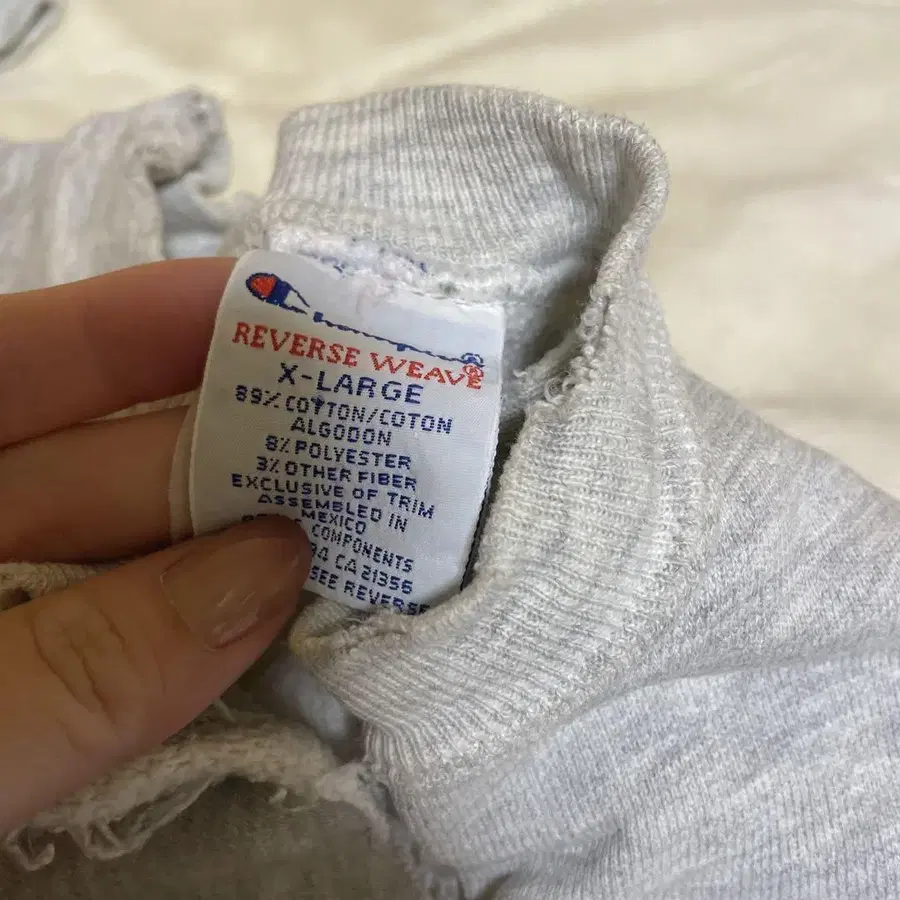 Champion
REVERSE WEAVE®
X-LARGE
89% COTTON/COTON
ALGODON
8% POLYESTER
3% OTHER FIBER
EXCLUSIVE OF TRIM
ASSEMBLED IN
MEXICO
COMPONENTS
CA 21356
SEE REVERSE